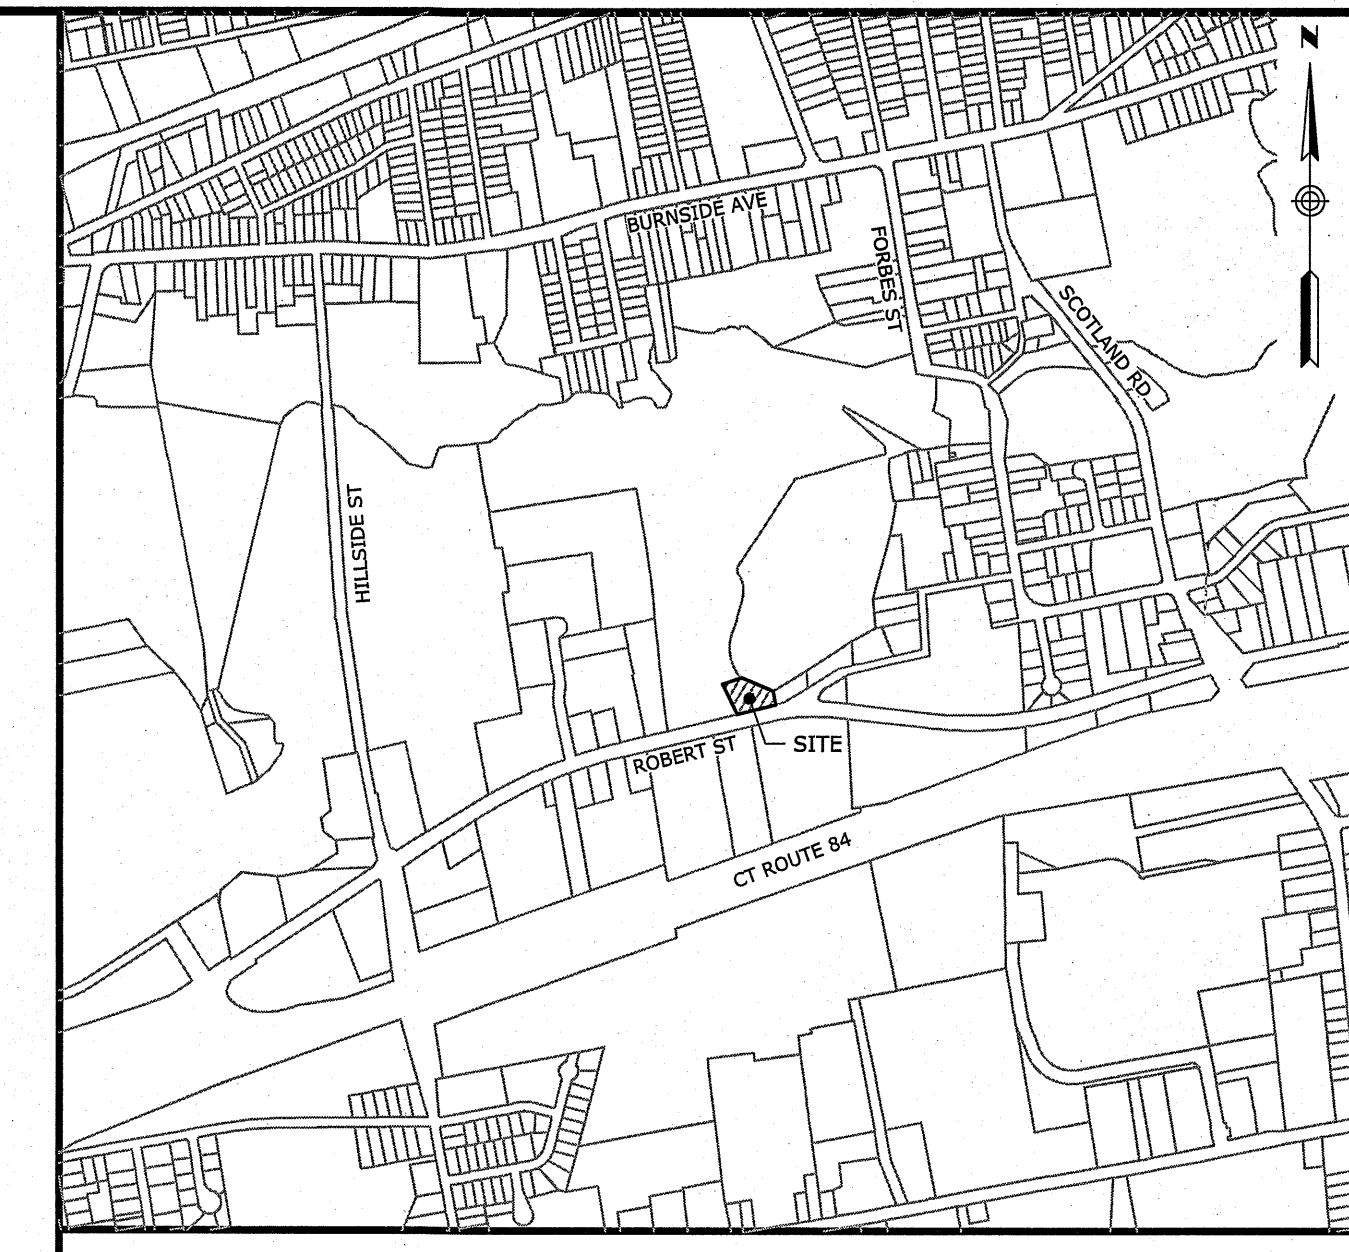 N
BURNSIDE AVE
FORBES ST
SCOTLAND RD
HILLSIDE ST
ROBERT ST
SITE
CT ROUTE 84